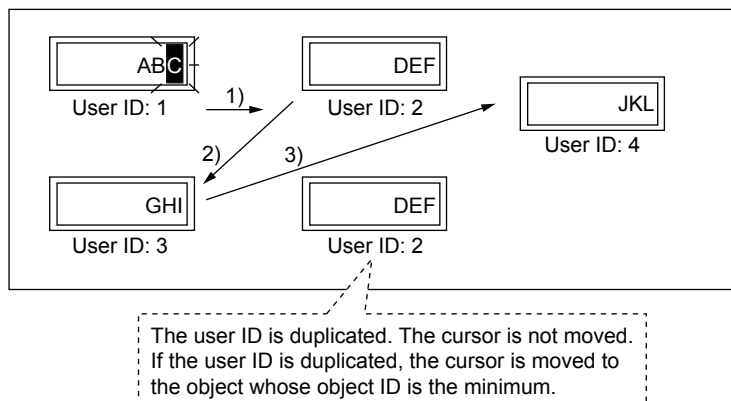 ABC
DEF
JKL
User ID: 1
1)
User ID: 2
User ID: 4
2)
3)
GHI
DEF
User ID: 3
User ID: 2
The user ID is duplicated. The cursor is not moved.
If the user ID is duplicated, the cursor is moved to
the object whose object ID is the minimum.